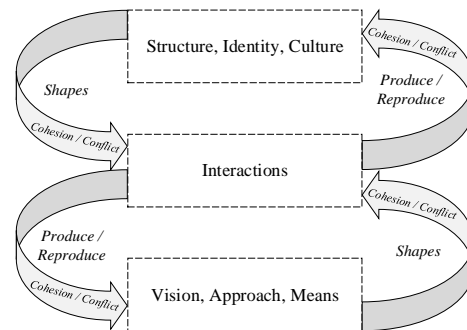 Structure, Identity, Culture
Cohesion / Conflict
Shapes
Produce /
Reproduce
Cohesion / Conflict
Interactions
Cohesion / Conflict
Produce /
Reproduce
Shapes
Cohesion / Conflict
Vision, Approach, Means